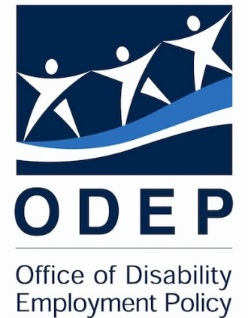 ODEP
Office of Disability
Employment Policy